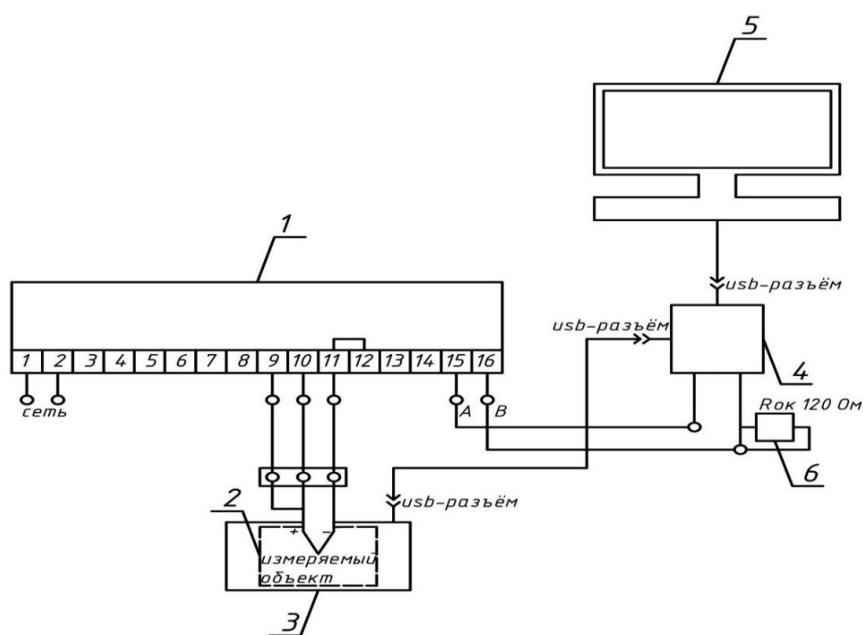 5
1
usb-разъём
usb-разъём
1 2 3 4 5 6 7 8 9 10 11 12 13 14 15 16
4
сеть
A B
Rок 120 Ом
6
usb-разъём
2
+ -
измеряемый
объект
3